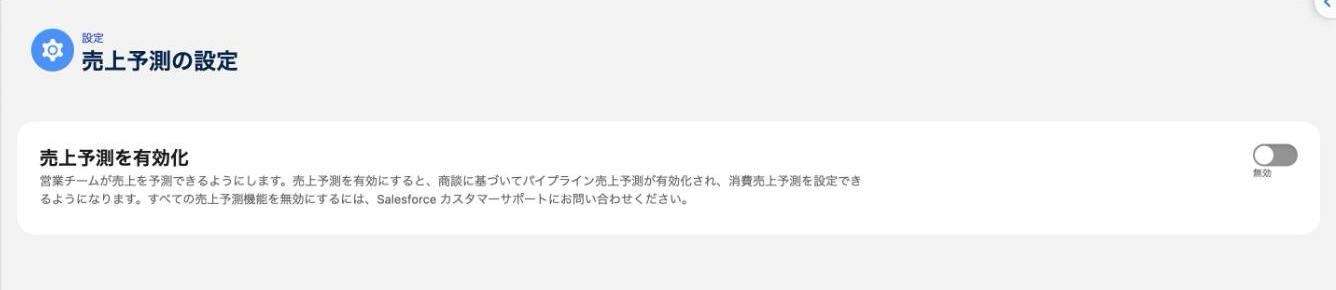 設定
売上予測の設定
売上予測を有効化
営業チームが売上を予測できるようにします。売上予測を有効にすると、商談に基づいてパイプライン売上予測が有効化され、消費売上予測を設定でき
るようになります。すべての売上予測機能を無効にするには、Salesforce カスタマーサポートにお問い合わせください。
無効